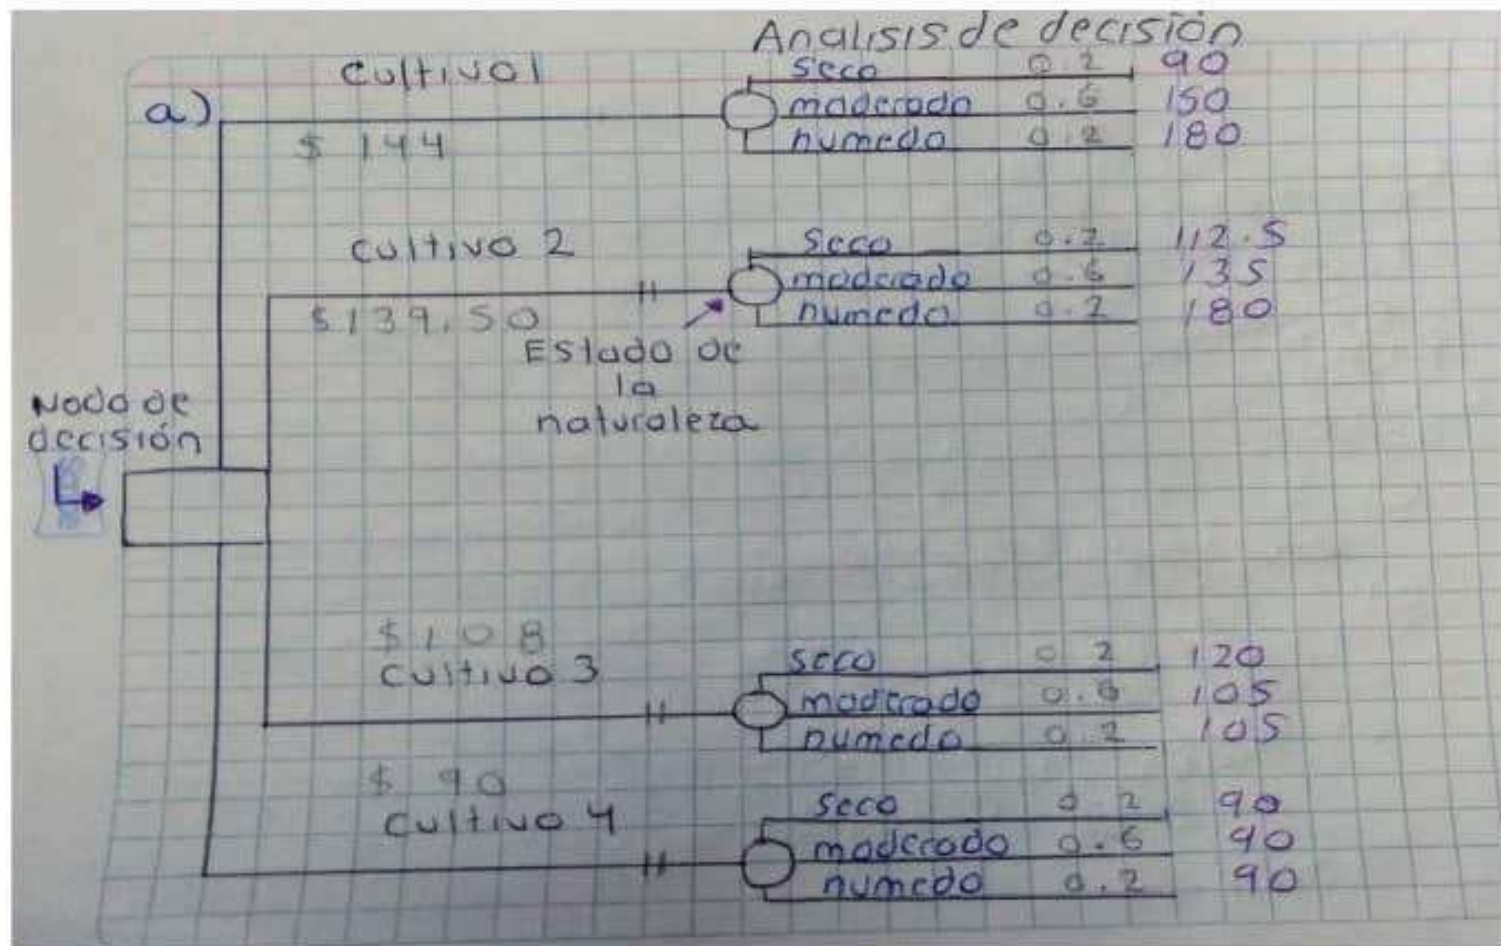 Analisis de decisión
a)
cultivo 1
$ 144
seco 0.2 90
moderado 0.6 150
humedo 0.2 180
cultivo 2
$139.50
seco 0.2 112.5
moderado 0.6 135
humedo 0.2 180
Estado de
la
naturaleza
Nodo de
decisión
$108
cultivo 3
seco 0.2 120
moderado 0.6 105
humedo 0.2 105
$ 90
cultivo 4
seco 0.2 90
moderado 0.6 90
humedo 0.2 90